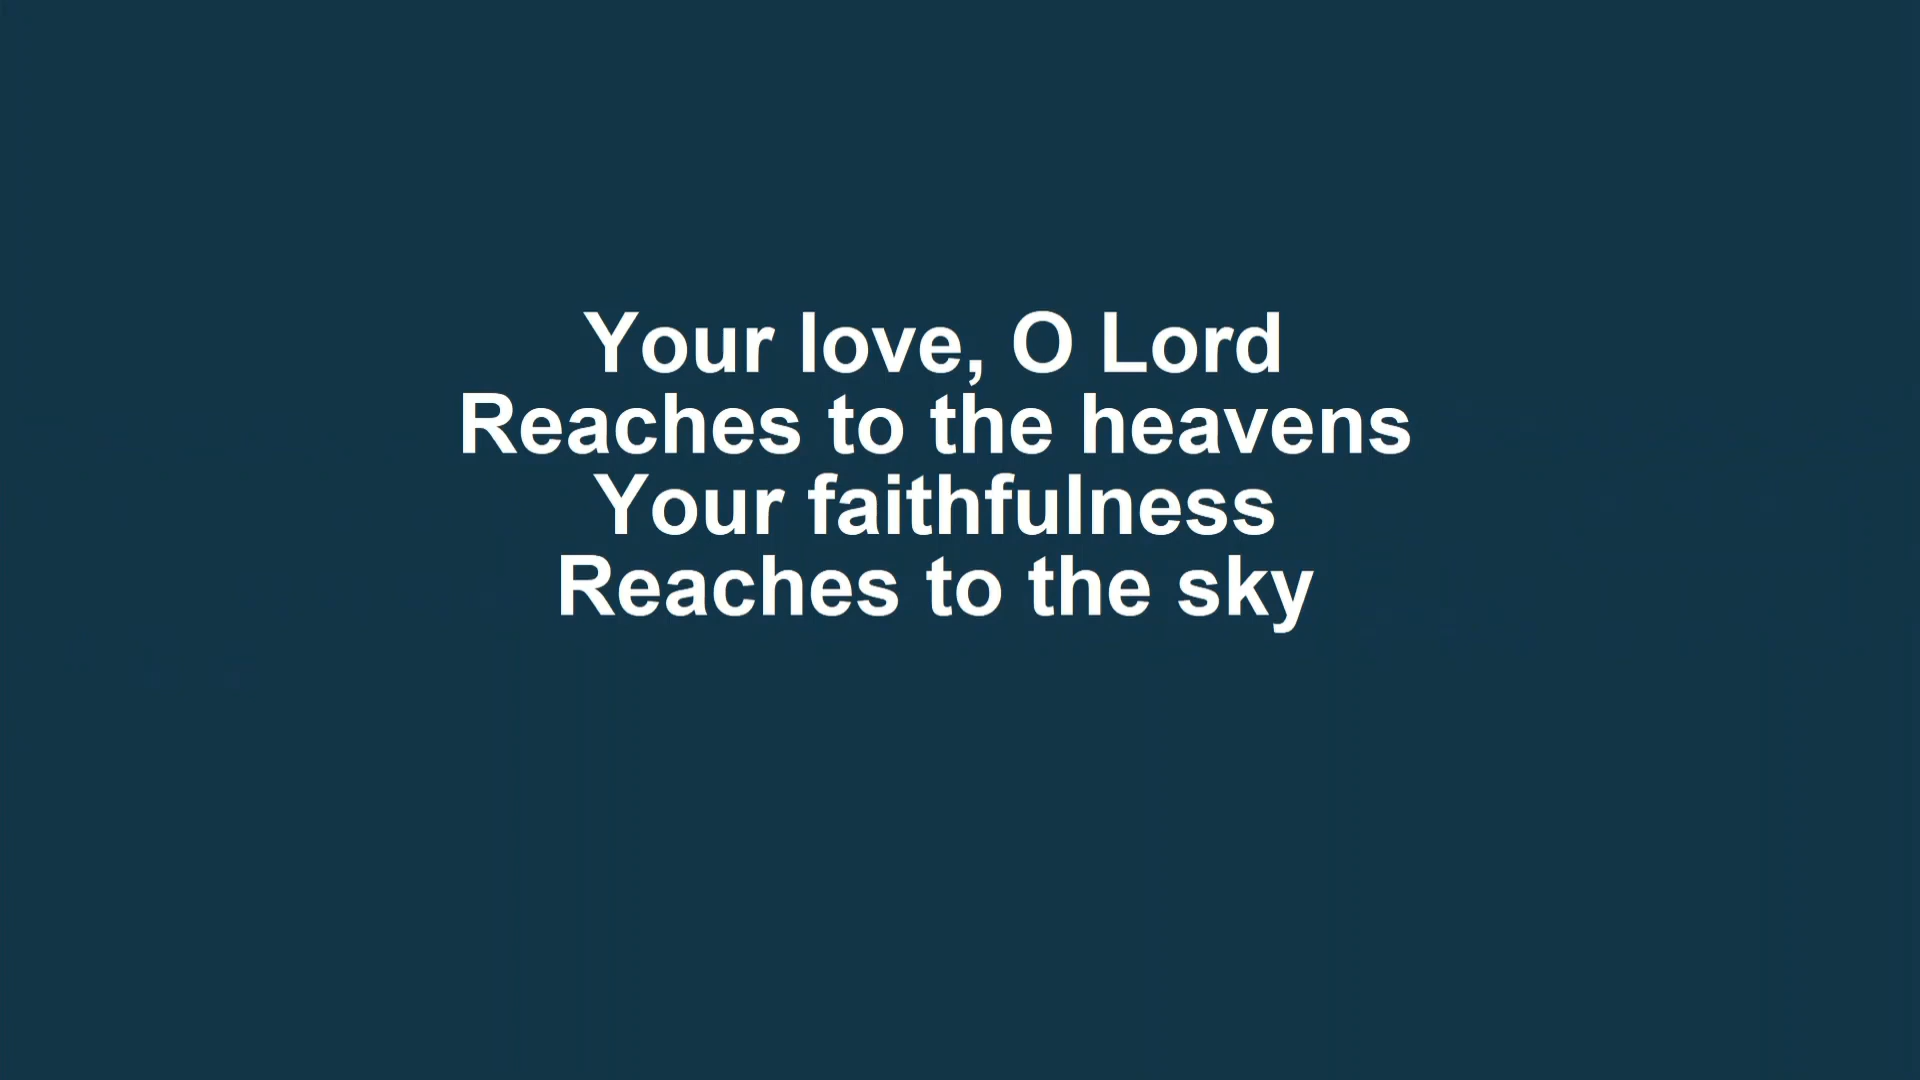 Your love, O Lord
Reaches to the heavens
Your faithfulness
Reaches to the sky